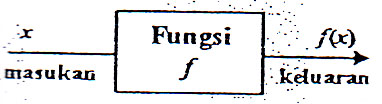 x
masukan
Fungsi
f
f(x)
keluaran